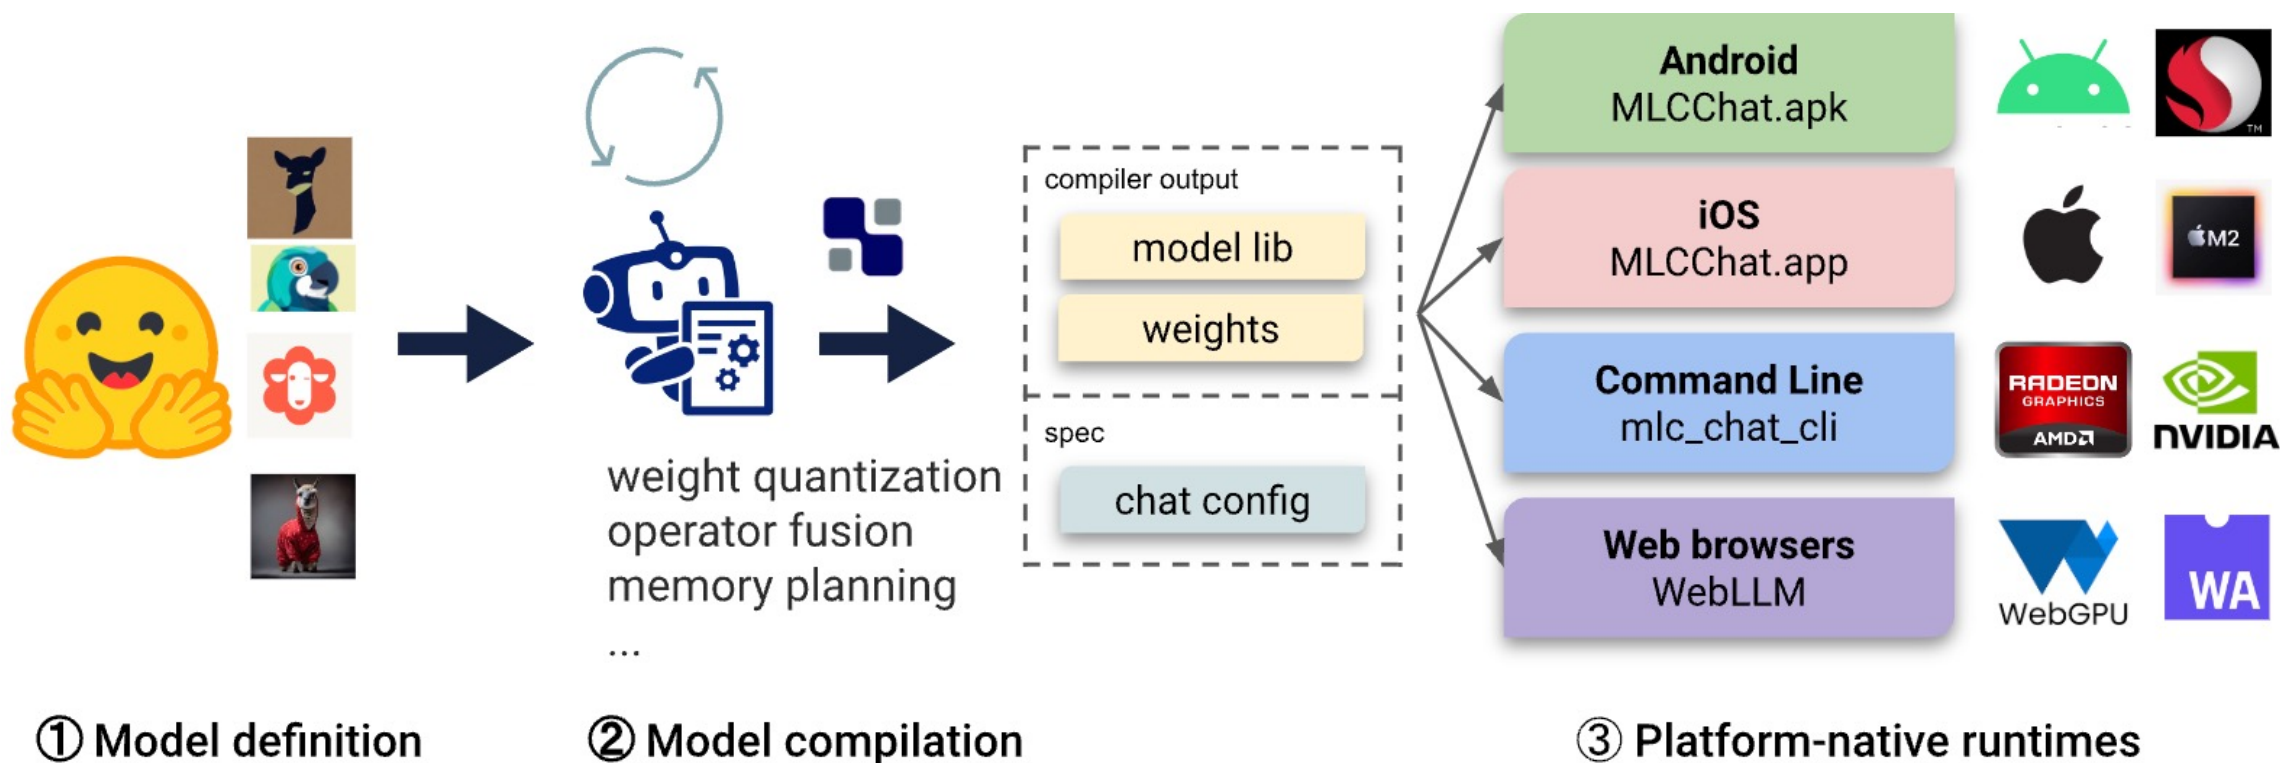 weight quantization
operator fusion
memory planning
...
compiler output
model lib
weights
spec
chat config
Android
MLCChat.apk
iOS
MLCChat.app
Command Line
mlc_chat_cli
Web browsers
WebLLM
TM
M2
RADEON
GRAPHICS
AMD
NVIDIA
WebGPU
WA
① Model definition
② Model compilation
③ Platform-native runtimes